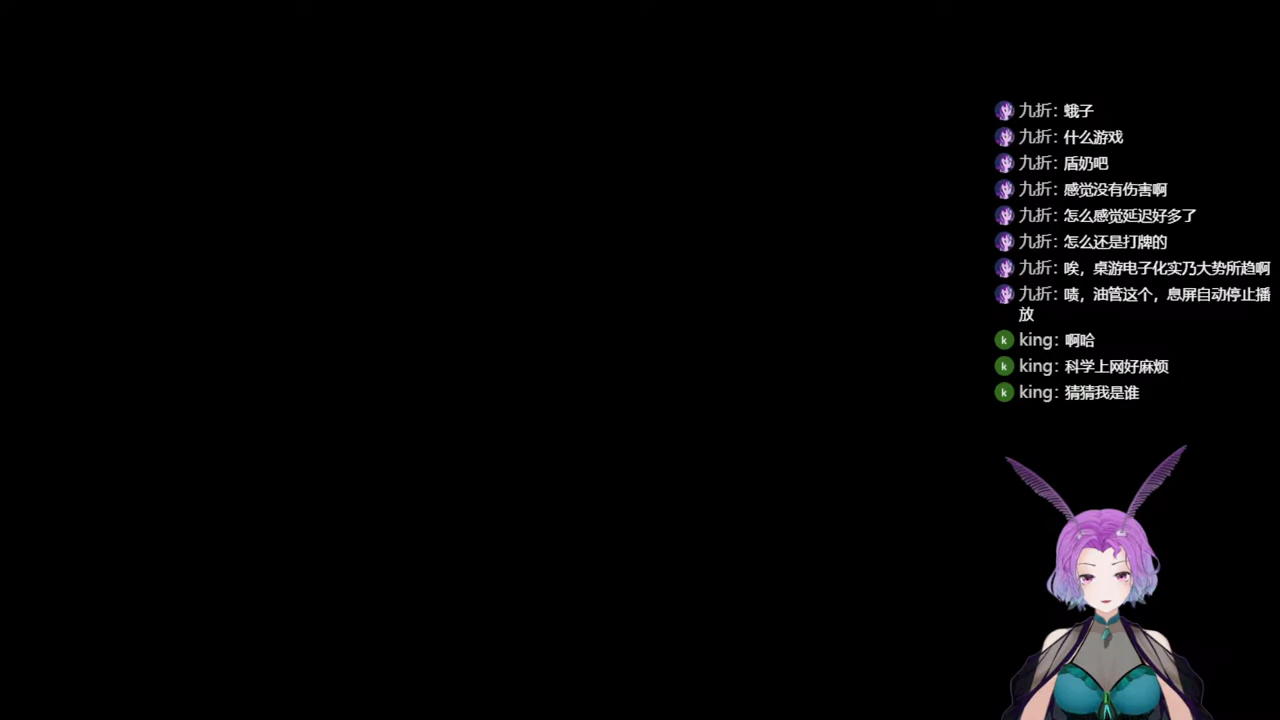 九折: 蛾子
九折: 什么游戏
九折: 盾奶吧
九折: 感觉没有伤害啊
九折: 怎么感觉延迟好多了
九折: 怎么还是打牌的
九折: 唉，桌游电子化实乃大势所趋啊
九折: 啧，油管这个，息屏自动停止播
放
k king: 啊哈
k king: 科学上网好麻烦
k king: 猜猜我是谁